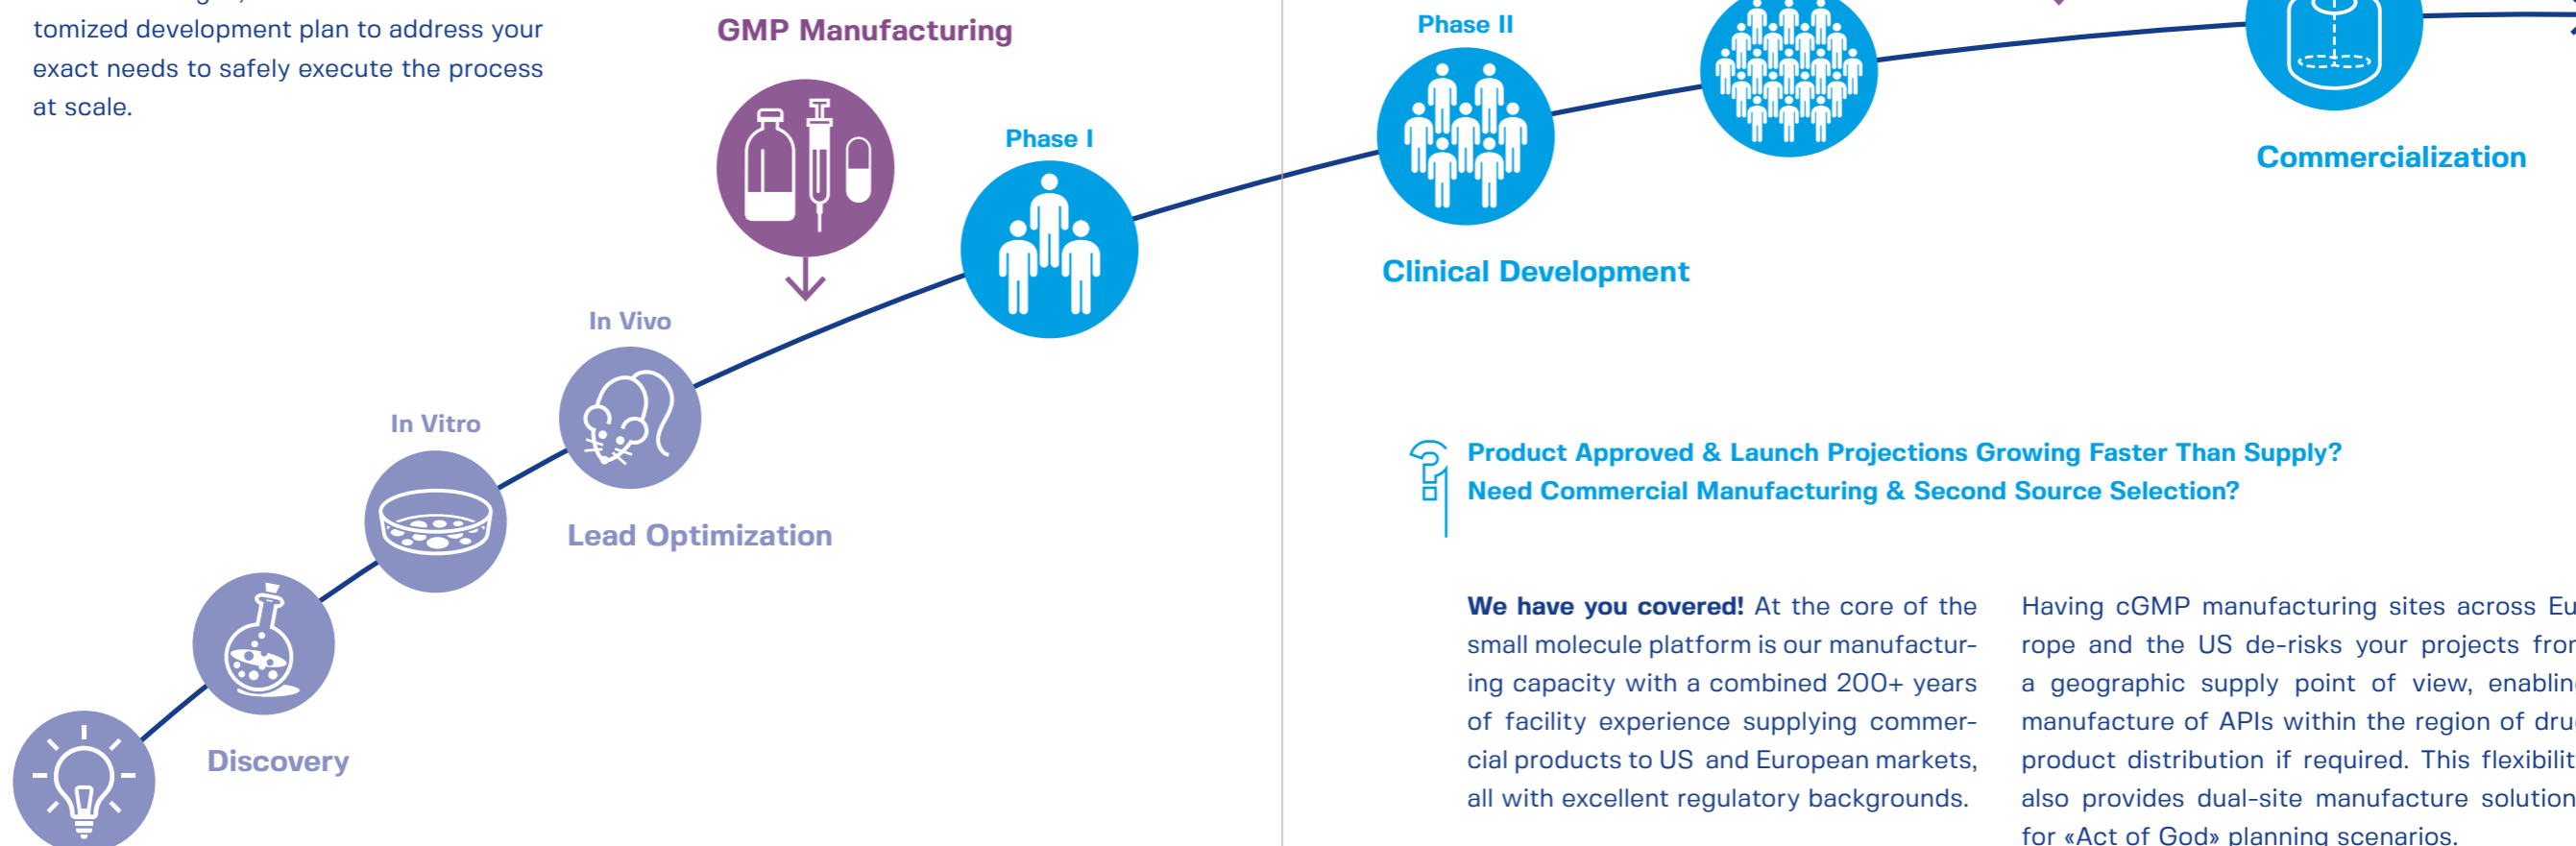 tomized development plan to address your
exact needs to safely execute the process
at scale.
GMP Manufacturing
Phase I
In Vivo
In Vitro
Lead Optimization
Discovery
Phase II
Clinical Development
Commercialization
Product Approved & Launch Projections Growing Faster Than Supply?
Need Commercial Manufacturing & Second Source Selection?
We have you covered! At the core of the
small molecule platform is our manufactur-
ing capacity with a combined 200+ years
of facility experience supplying commer-
cial products to US and European markets,
all with excellent regulatory backgrounds.
Having cGMP manufacturing sites across Eu
rope and the US de-risks your projects from
a geographic supply point of view, enabling
manufacture of APIs within the region of drug
product distribution if required. This flexibilit
also provides dual-site manufacture solution
for «Act of God» planning scenarios.